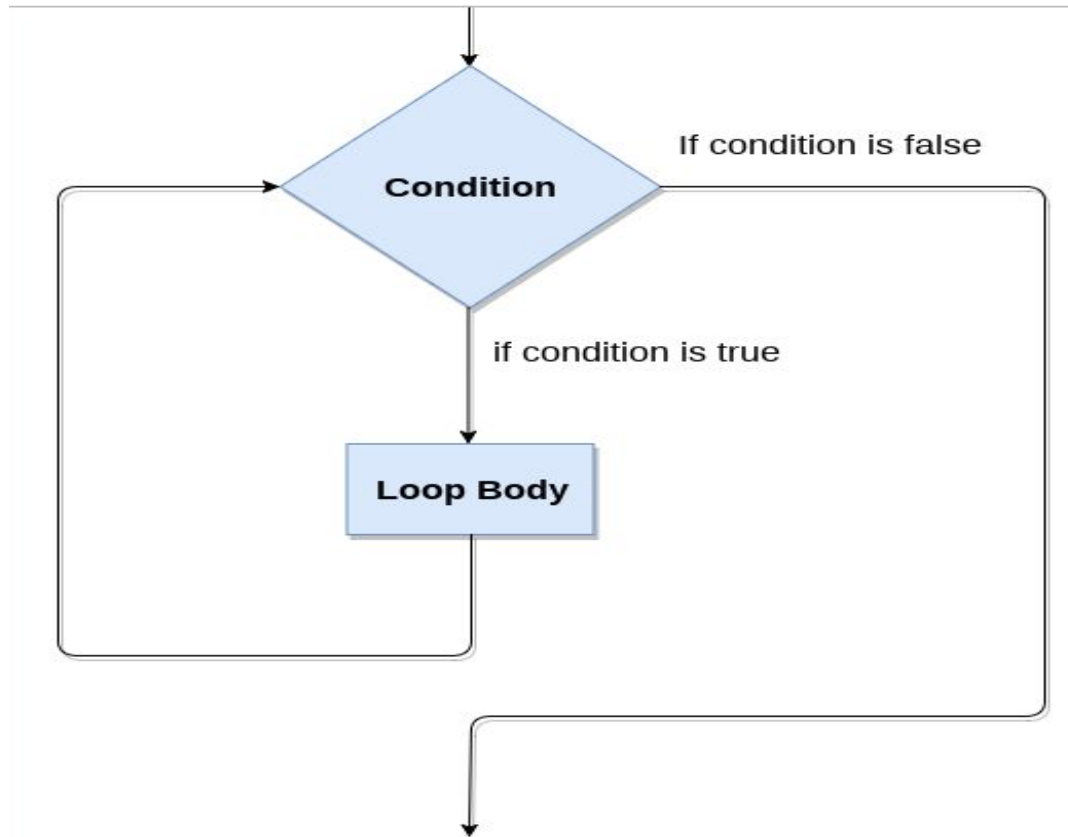 If condition is false
Condition
if condition is true
Loop Body